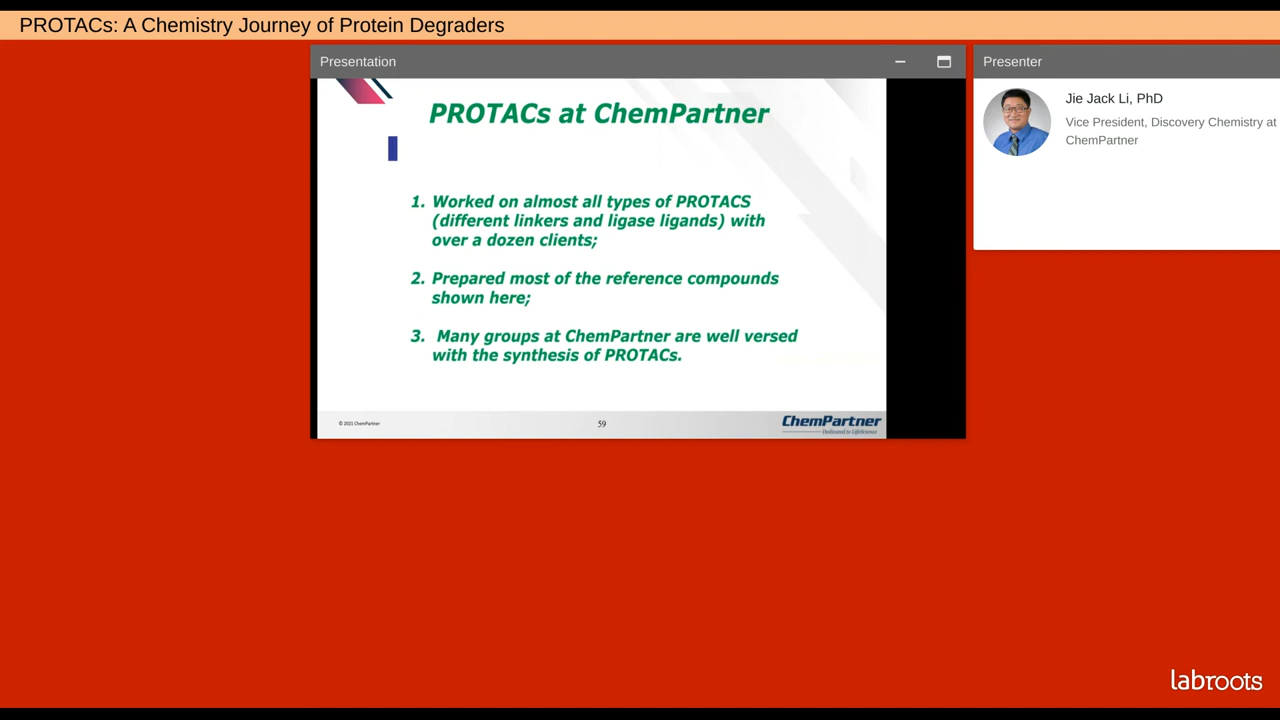 PROTACs: A Chemistry Journey of Protein Degraders
Presentation
Presenter
Jie Jack Li, PhD
Vice President, Discovery Chemistry at
ChemPartner
PROTACs at ChemPartner
1. Worked on almost all types of PROTACS
(different linkers and ligase ligands) with
over a dozen clients;
2. Prepared most of the reference compounds
shown here;
3. Many groups at ChemPartner are well versed
with the synthesis of PROTACs.
© 2021 ChemPartner
59
ChemPartner
Dedicated to LifeScience
labroots